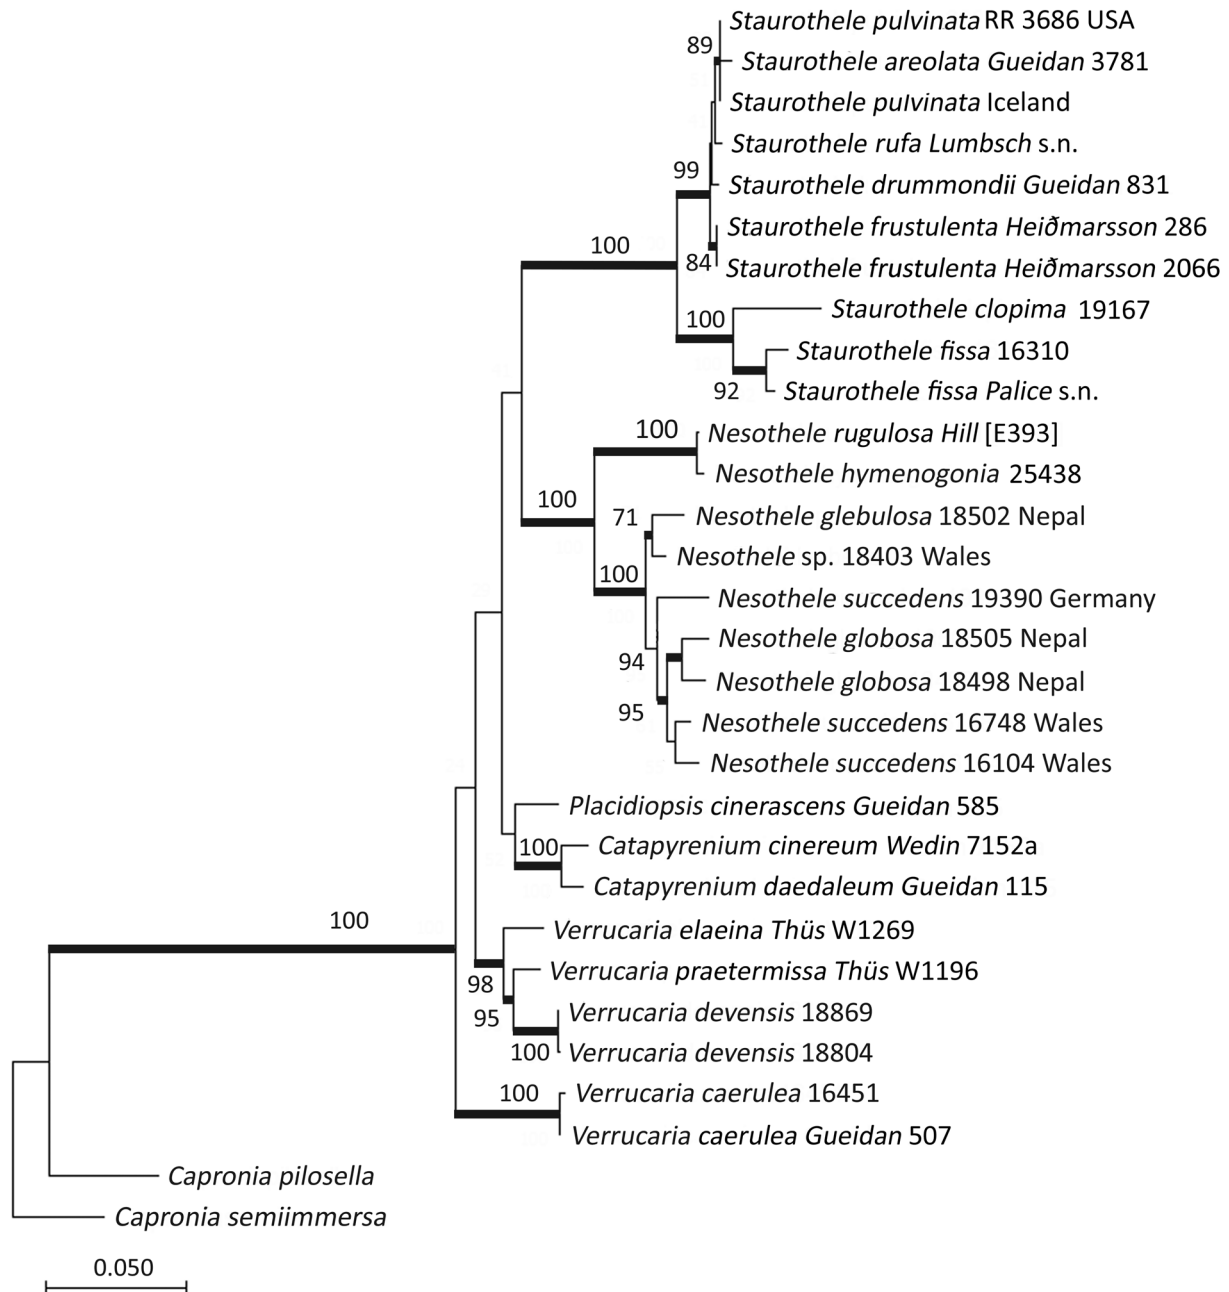 Staurothele pulvinata RR 3686 USA
89
Staurothele areolata Gueidan 3781
Staurothele pulvinata Iceland
Staurothele rufa Lumbsch s.n.
99
Staurothele drummondii Gueidan 831
Staurothele frustulenta Heiðmarsson 286
100
84
Staurothele frustulenta Heiðmarsson 2066
Staurothele clopima 19167
100
Staurothele fissa 16310
92
Staurothele fissa Palice s.n.
100
Nesothele rugulosa Hill [E393]
Nesothele hymenogonia 25438
100
71
Nesothele glebulosa 18502 Nepal
Nesothele sp. 18403 Wales
100
Nesothele succedens 19390 Germany
Nesothele globosa 18505 Nepal
94
Nesothele globosa 18498 Nepal
95
Nesothele succedens 16748 Wales
Nesothele succedens 16104 Wales
Placidiopsis cinerascens Gueidan 585
100
Catapyrenium cinereum Wedin 7152a
Catapyrenium daedaleum Gueidan 115
100
Verrucaria elaeina Thüs W1269
Verrucaria praetermissa Thüs W1196
98
95
Verrucaria devensis 18869
100
Verrucaria devensis 18804
100
Verrucaria caerulea 16451
Verrucaria caerulea Gueidan 507
Capronia pilosella
Capronia semiimmersa
0.050